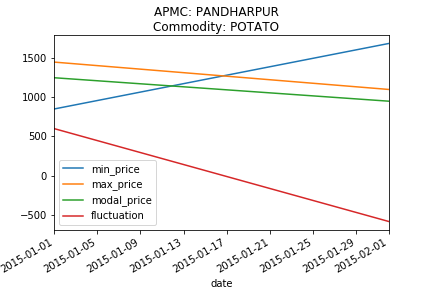 APMC: PANDHARPUR
Commodity: POTATO
1500
1000
500
0
−500
min_price
max_price
modal_price
fluctuation
2015-01-01
2015-01-05
2015-01-09
2015-01-13
2015-01-17
2015-01-21
2015-01-25
2015-01-29
2015-02-01
date